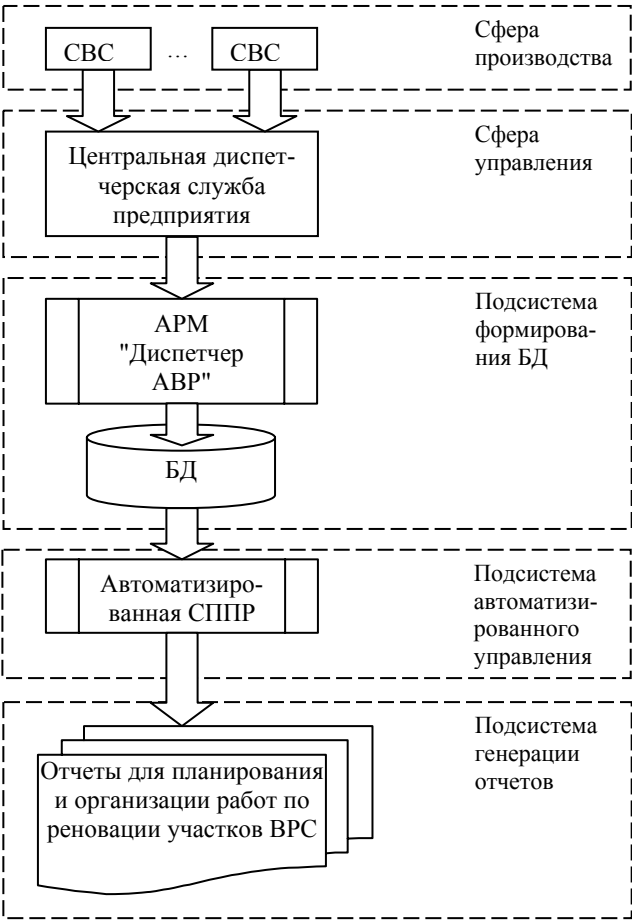 СВС ... СВС
Сфера
производства
Центральная диспет-
черская служба
предприятия
Сфера
управления
АРМ
"Диспетчер
АВР"
БД
Подсистема
формирова-
ния БД
Автоматизиро-
ванная СППР
Подсистема
автоматизи-
рованного
управления
Отчеты для планирования
и организации работ по
реновации участков ВРС
Подсистема
генерации
отчетов